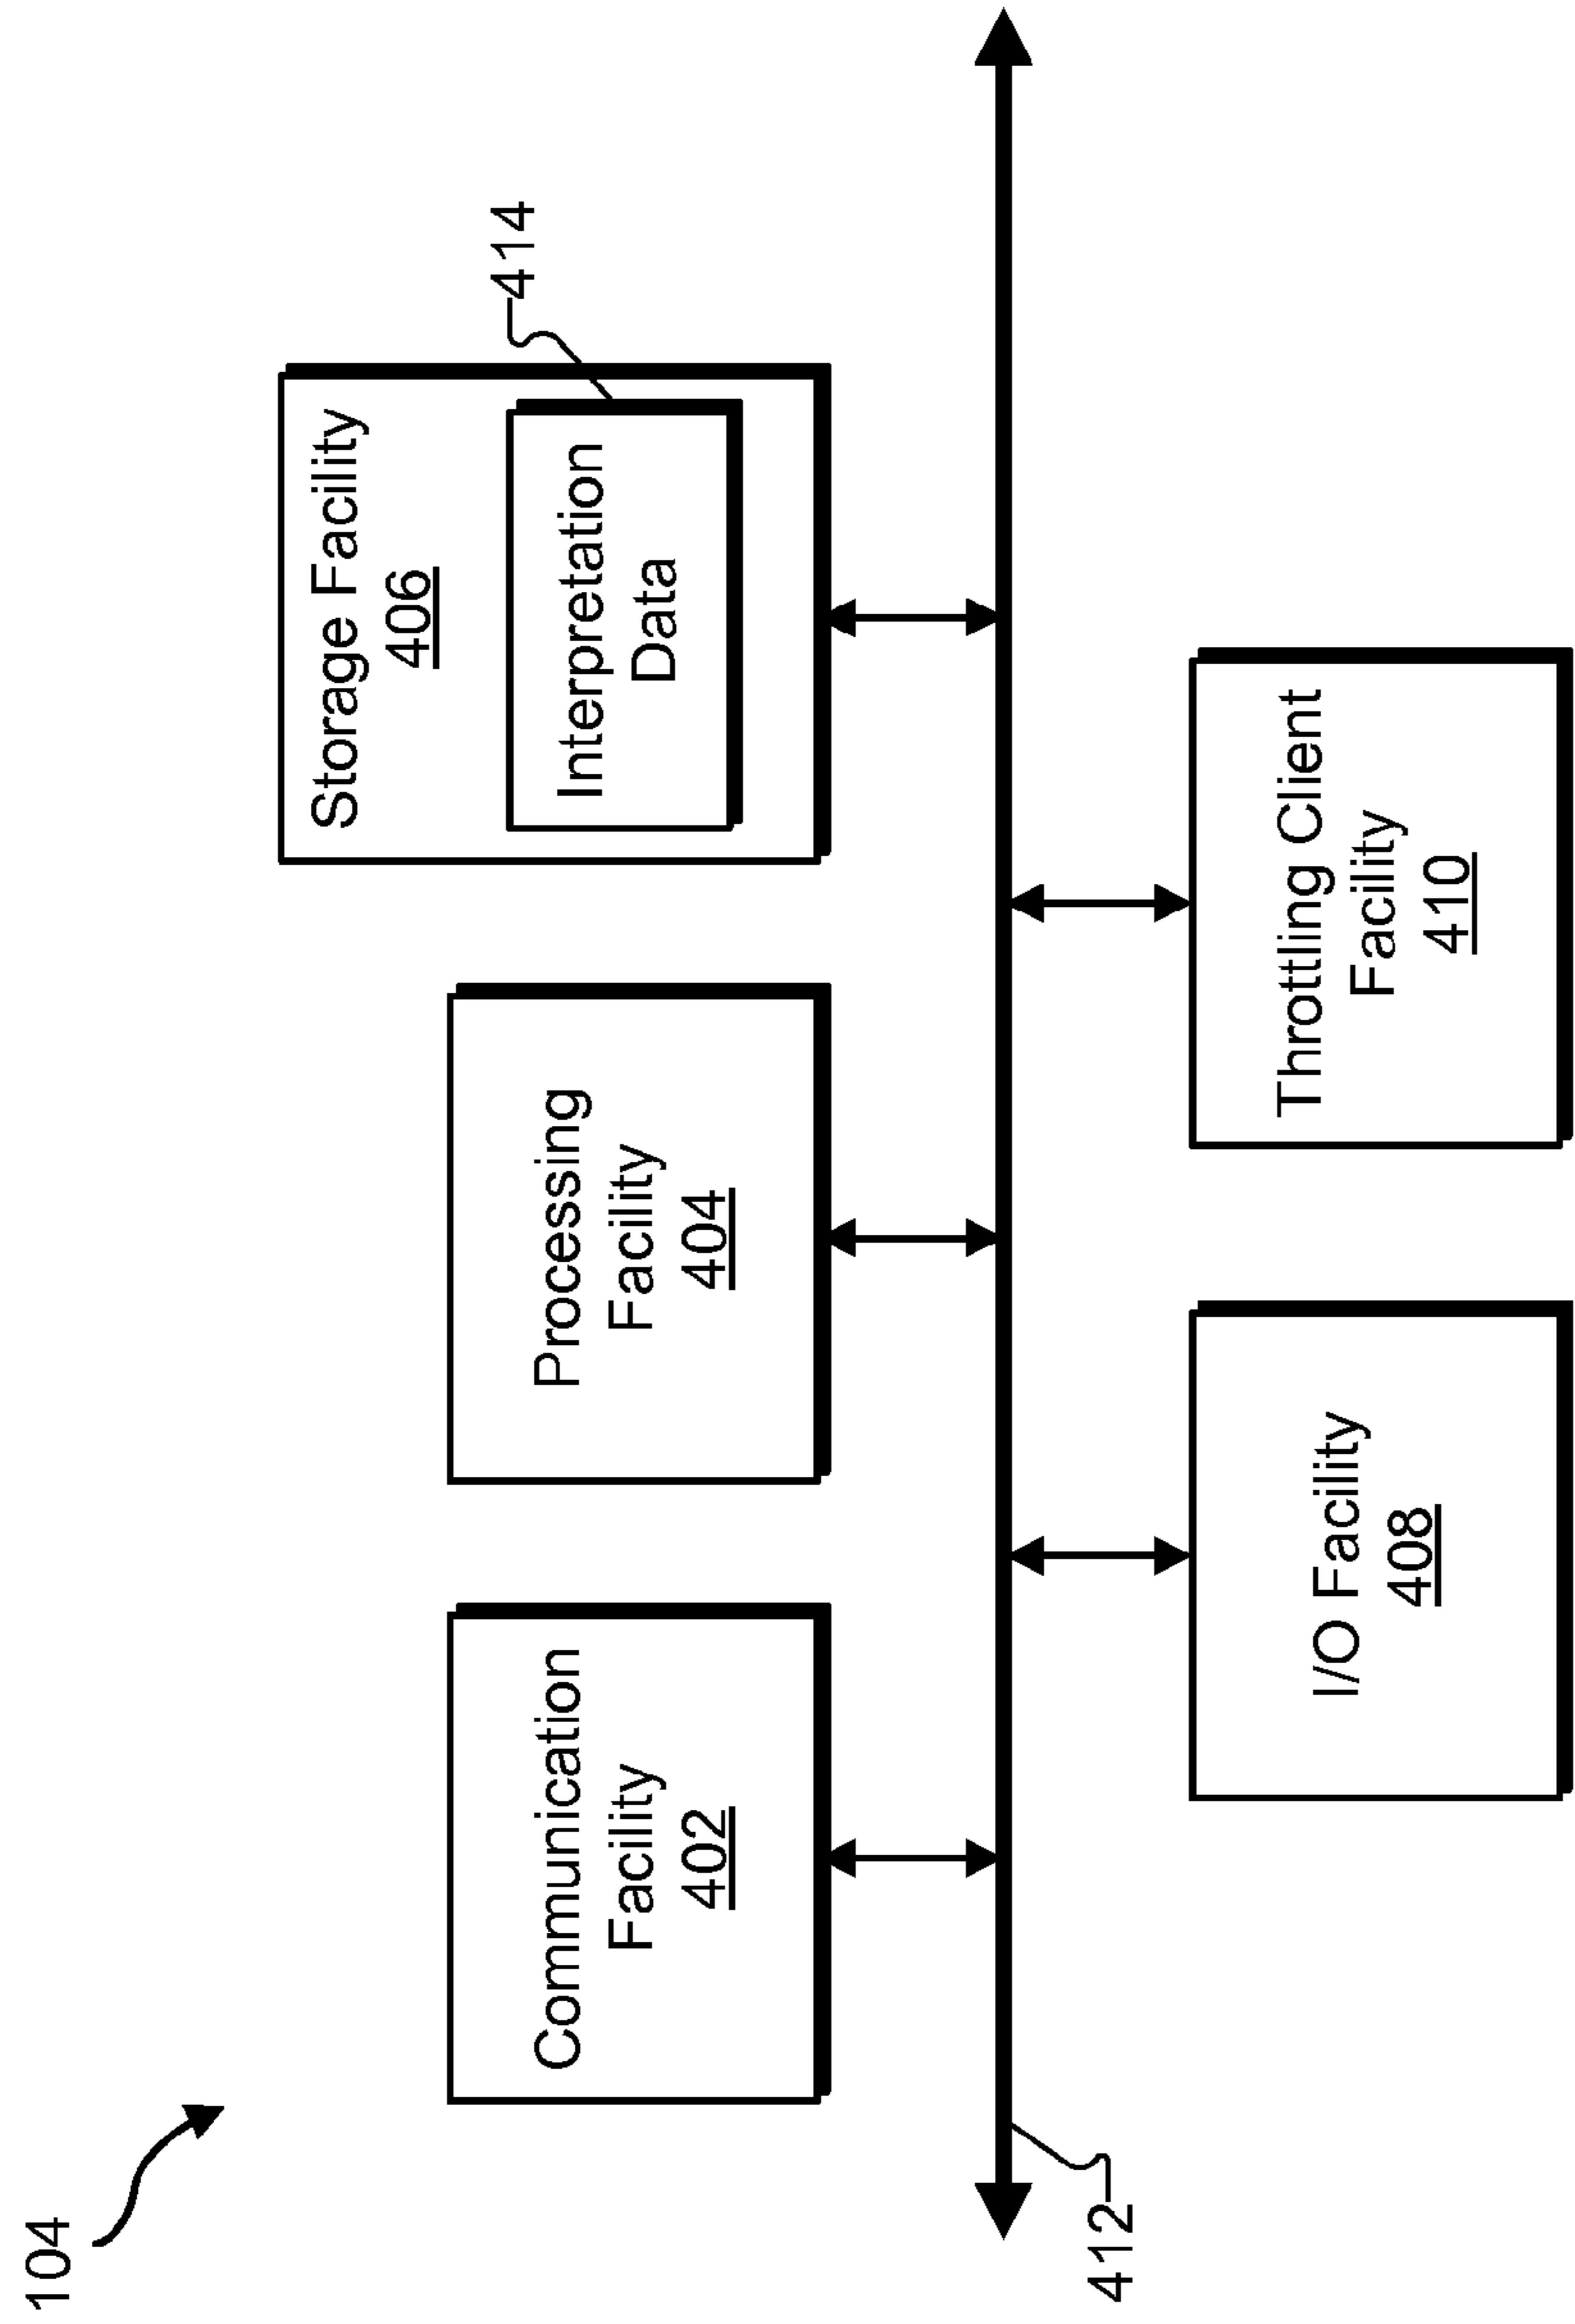 104
Communication
Facility
402
Processing
Facility
404
Storage Facility
406
Interpretation
Data
414
412
I/O Facility
408
Throttling Client
Facility
410